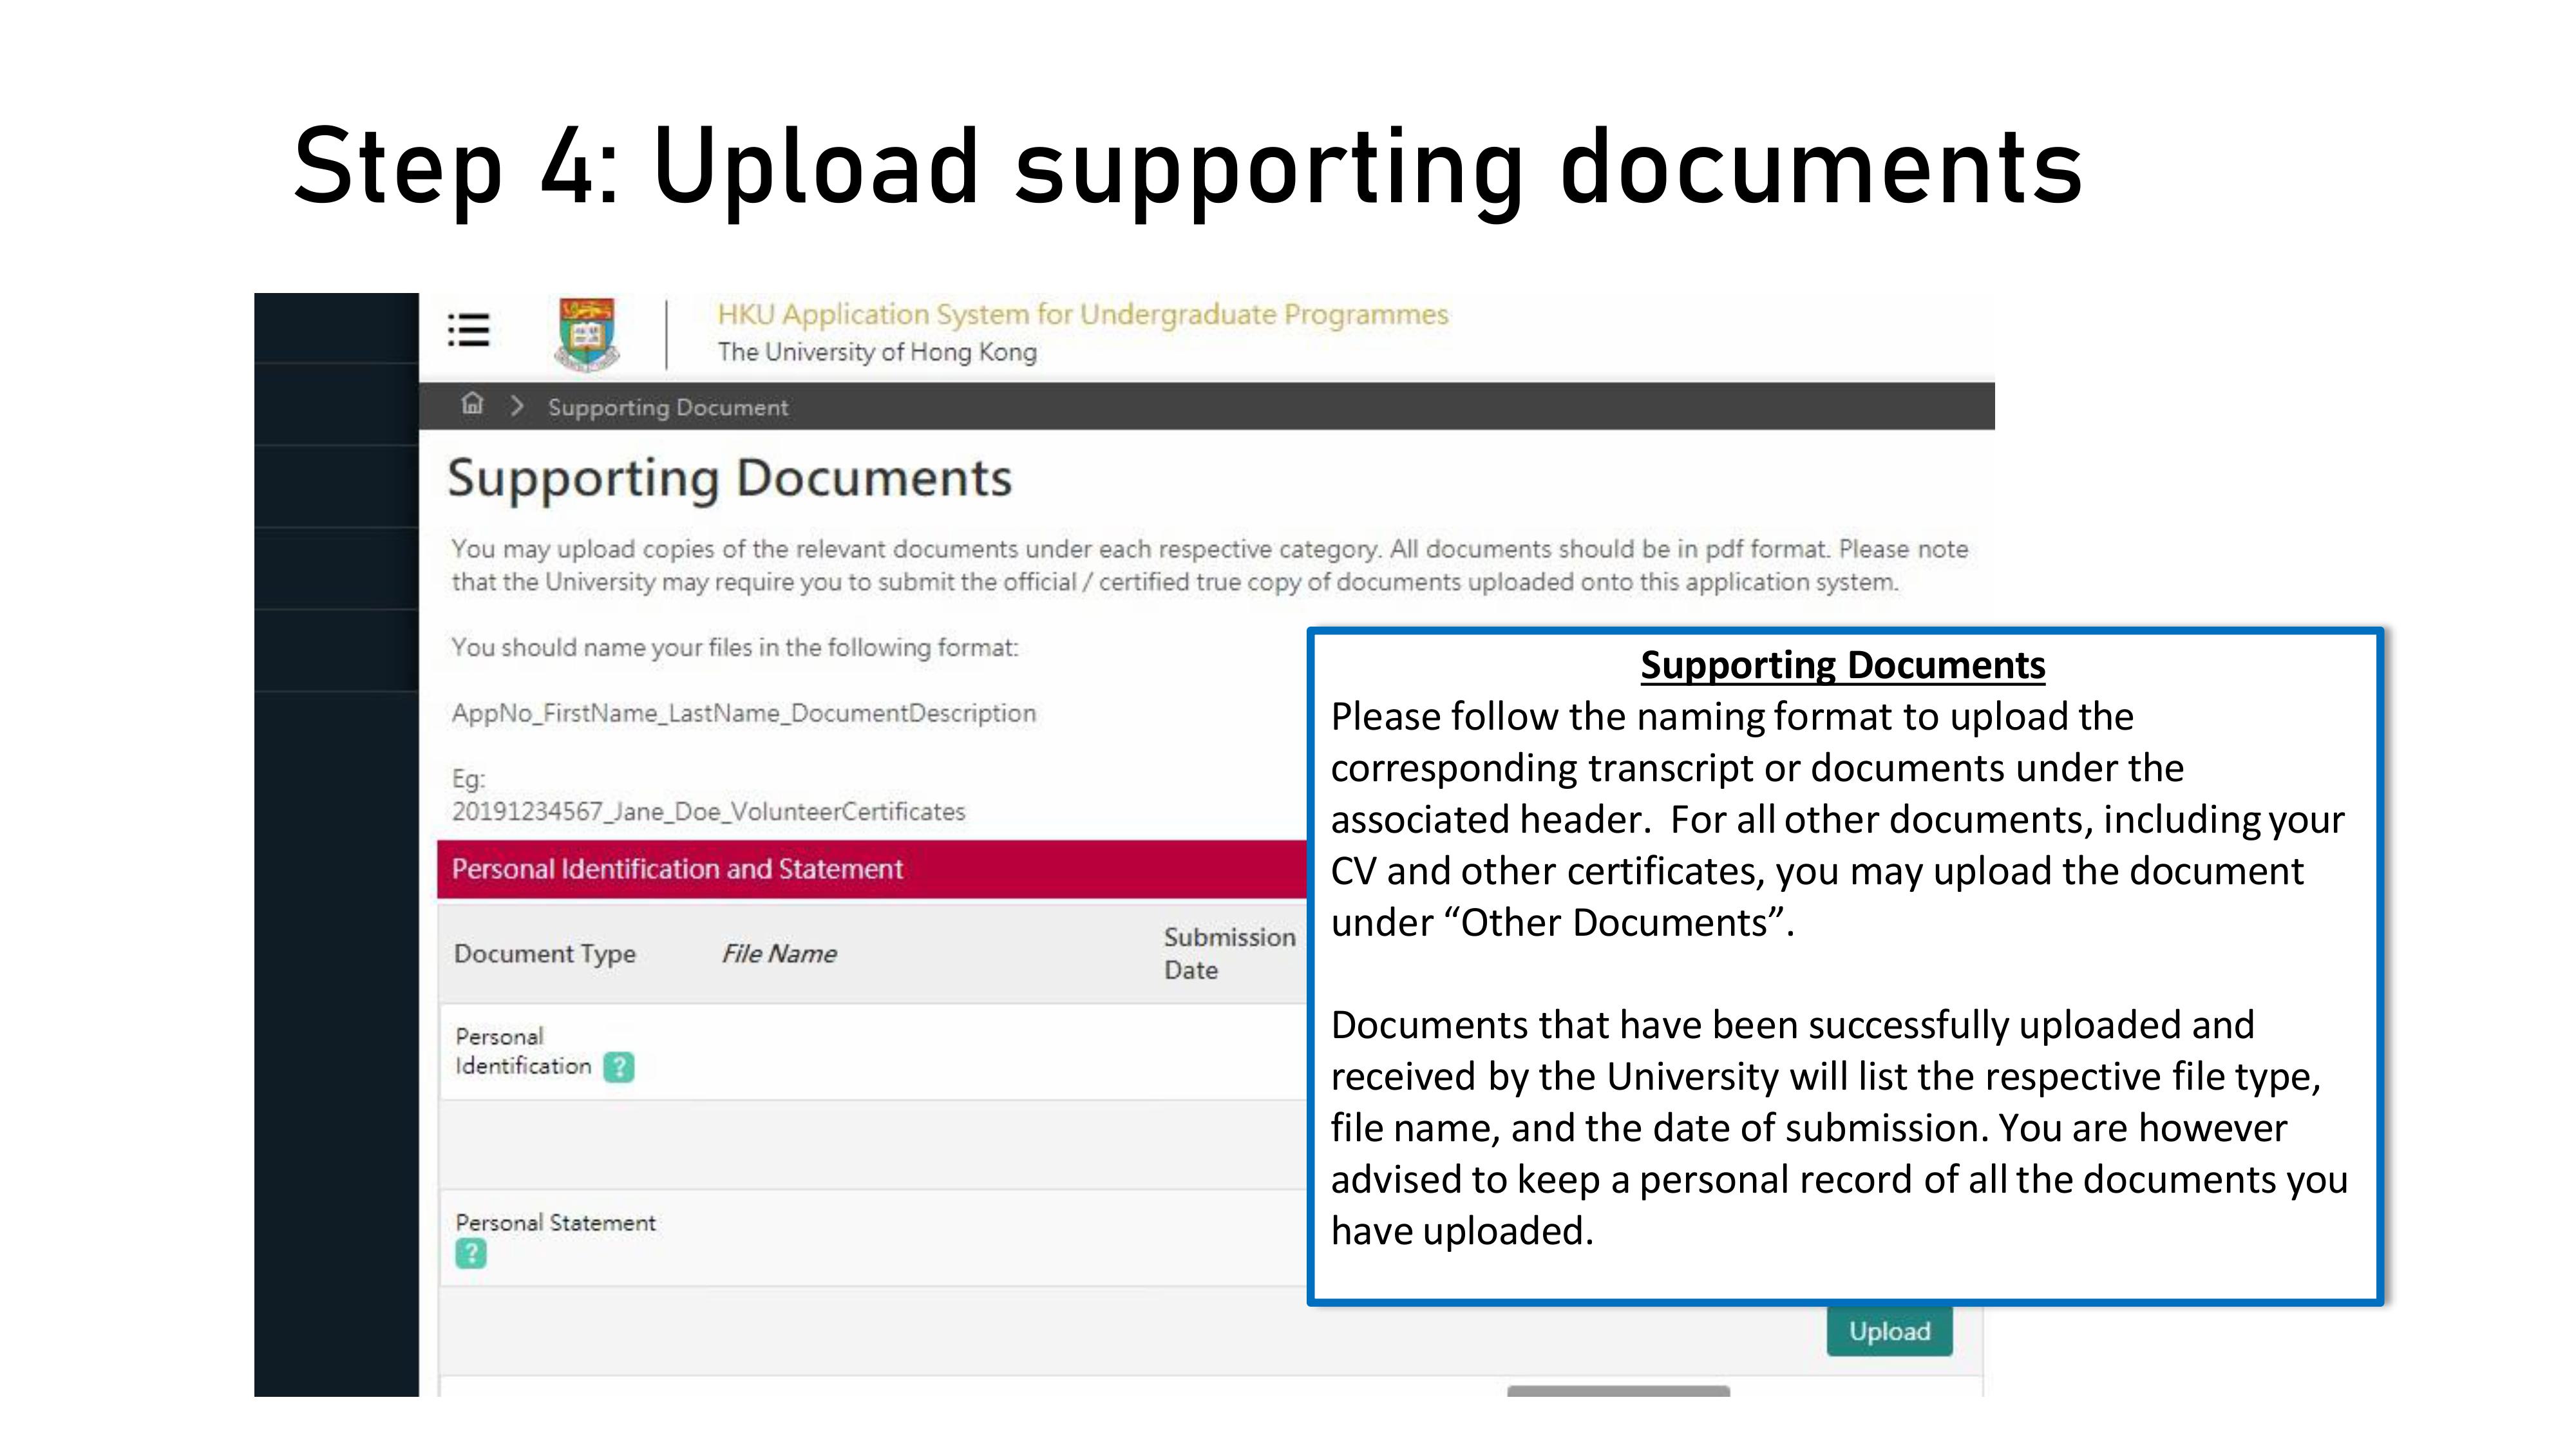 Step 4: Upload supporting documents
HKU Application System for Undergraduate Programmes
The University of Hong Kong
Supporting Document
Supporting Documents
You may upload copies of the relevant documents under each respective category. All documents should be in pdf format. Please note
that the University may require you to submit the official / certified true copy of documents uploaded onto this application system.
You should name your files in the following format:
AppNo_FirstName_LastName_DocumentDescription
Eg:
20191234567_Jane_Doe_VolunteerCertificates
Personal Identification and Statement
Document Type File Name Submission
Date
Personal
Identification ?
Personal Statement
?
Upload
Supporting Documents
Please follow the naming format to upload the
corresponding transcript or documents under the
associated header. For all other documents, including your
CV and other certificates, you may upload the document
under “Other Documents”.
Documents that have been successfully uploaded and
received by the University will list the respective file type,
file name, and the date of submission. You are however
advised to keep a personal record of all the documents you
have uploaded.